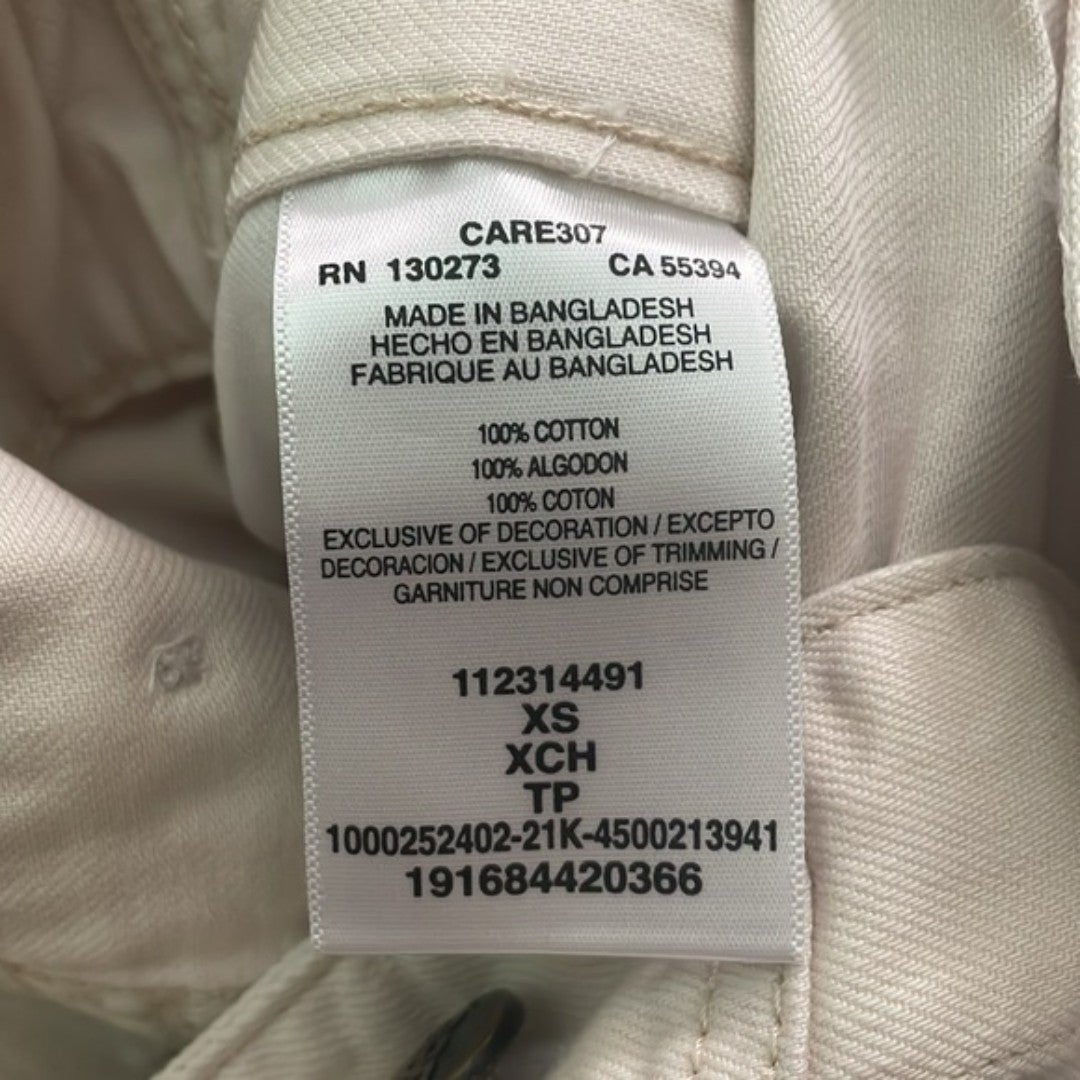 CARE307
RN 130273 CA 55394
MADE IN BANGLADESH
HECHO EN BANGLADESH
FABRIQUE AU BANGLADESH
100% COTTON
100% ALGODON
100% COTON
EXCLUSIVE OF DECORATION / EXCEPTO
DECORACION / EXCLUSIVE OF TRIMMING /
GARNITURE NON COMPRISE
112314491
XS
XCH
TP
1000252402-21K-4500213941
191684420366